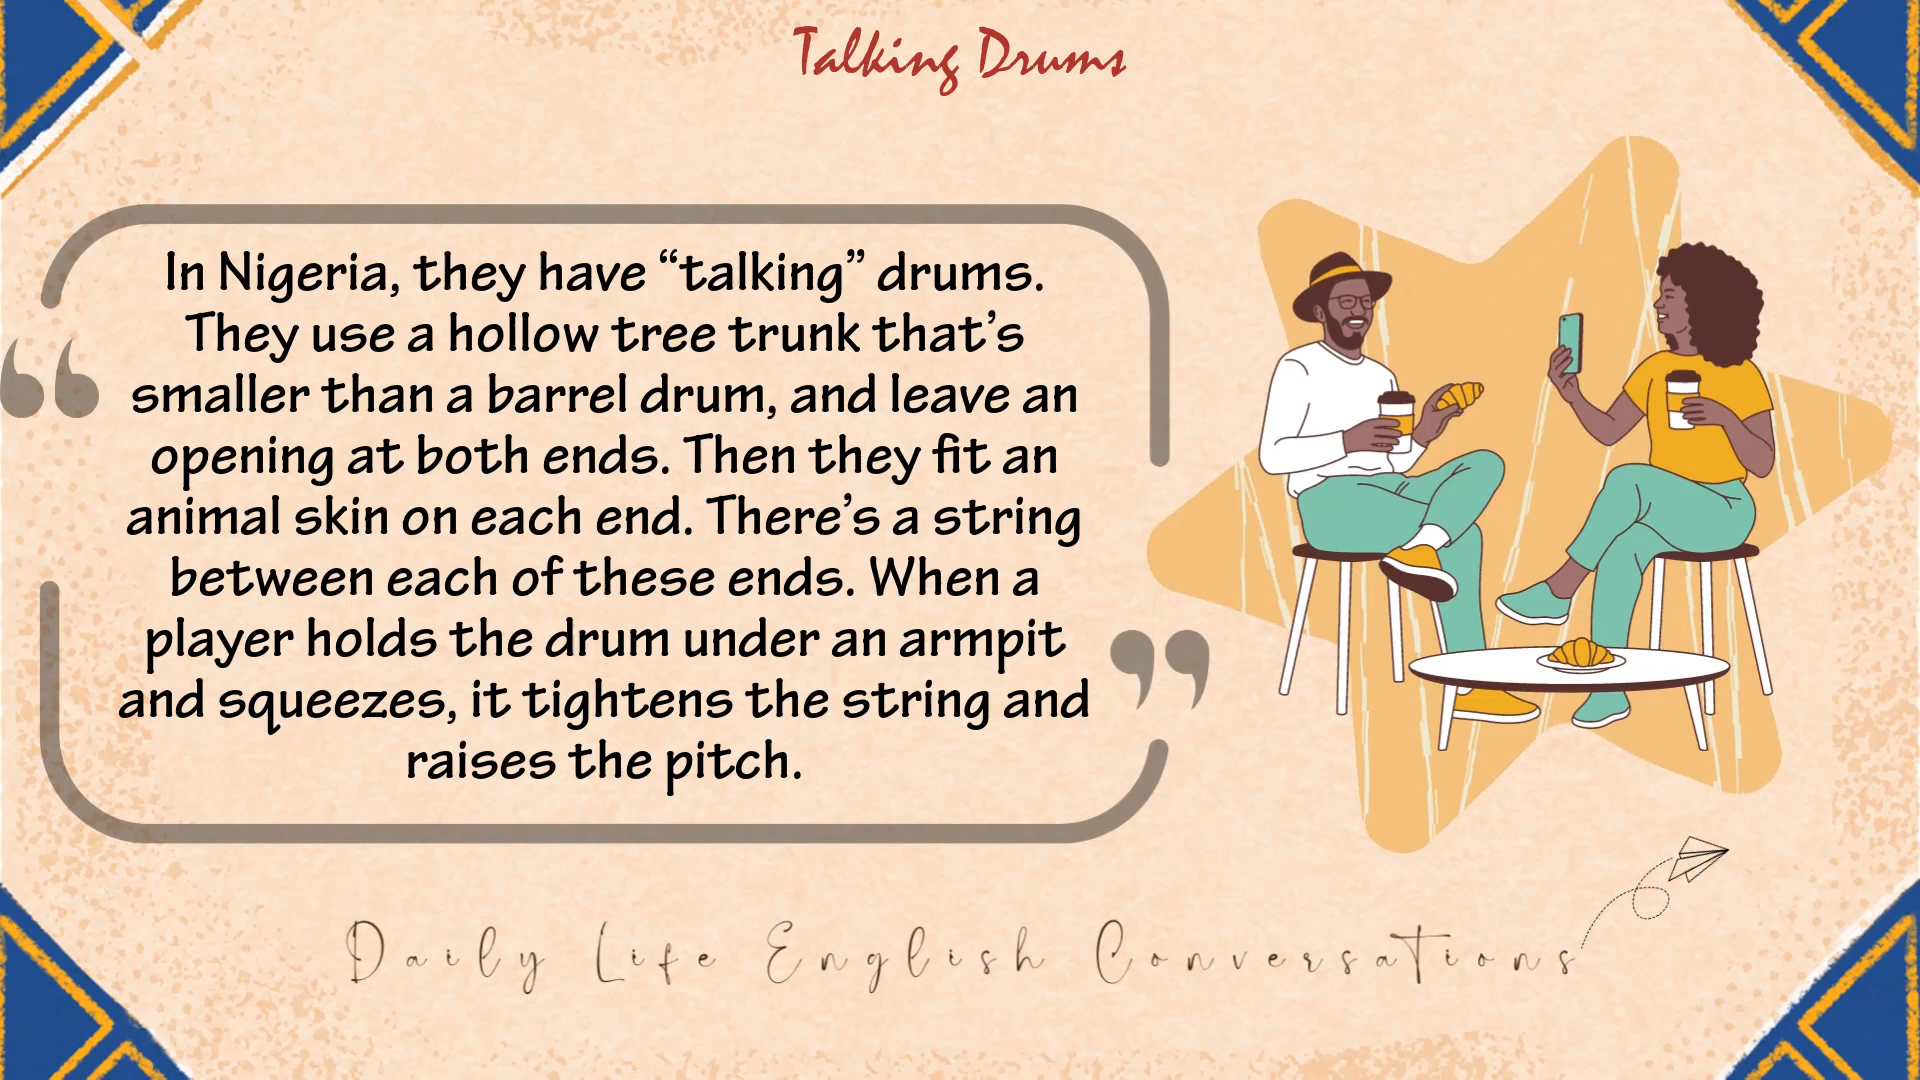 Talking Drums
In Nigeria, they have “talking” drums.
They use a hollow tree trunk that’s
smaller than a barrel drum, and leave an
opening at both ends. Then they fit an
animal skin on each end. There’s a string
between each of these ends. When a
player holds the drum under an armpit
and squeezes, it tightens the string and
raises the pitch.
Daily Life English Conversations